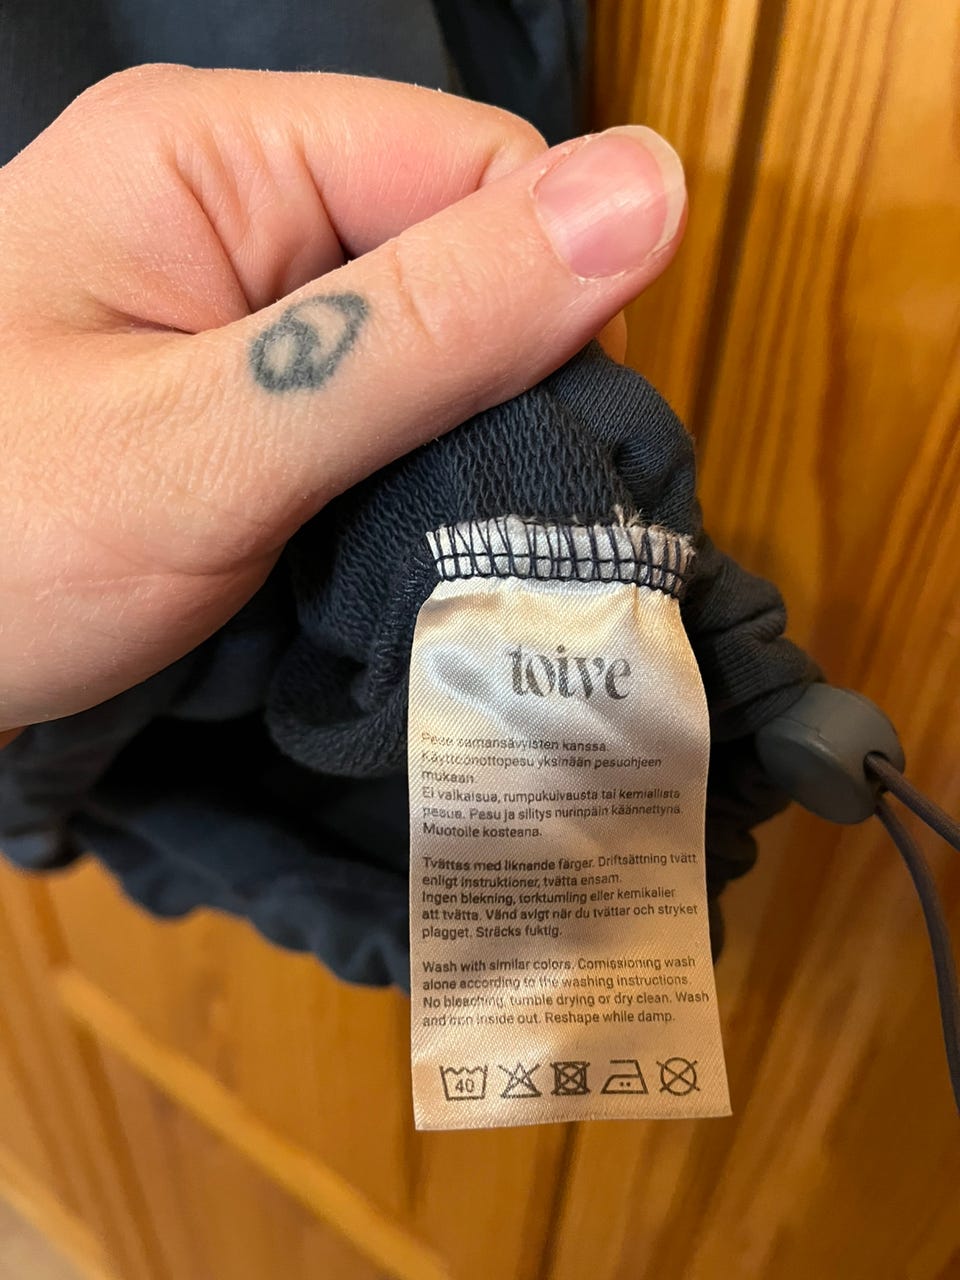 toive
Pese samansävyisten kanssa.
Käyttöönottopesu yksinään pesuohjeen
mukaan.
Ei valkaisua, rumpukuivausta tai kemiallista
pesua. Pesu ja silitys nurinpäin käännettynä.
Muotoile kosteana.
Tvättas med liknande färger. Driftsättning tvätt
enligt instruktioner, tvätta ensam.
Ingen blekning, torktumling eller kemikalier
att tvätta. Vänd avigt när du tvättar och stryket
plagget. Sträcks fuktig.
Wash with similar colors. Comissioning wash
alone according to the washing instructions.
No bleaching, tumble drying or dry clean. Wash
and iron inside out. Reshape while damp.
40